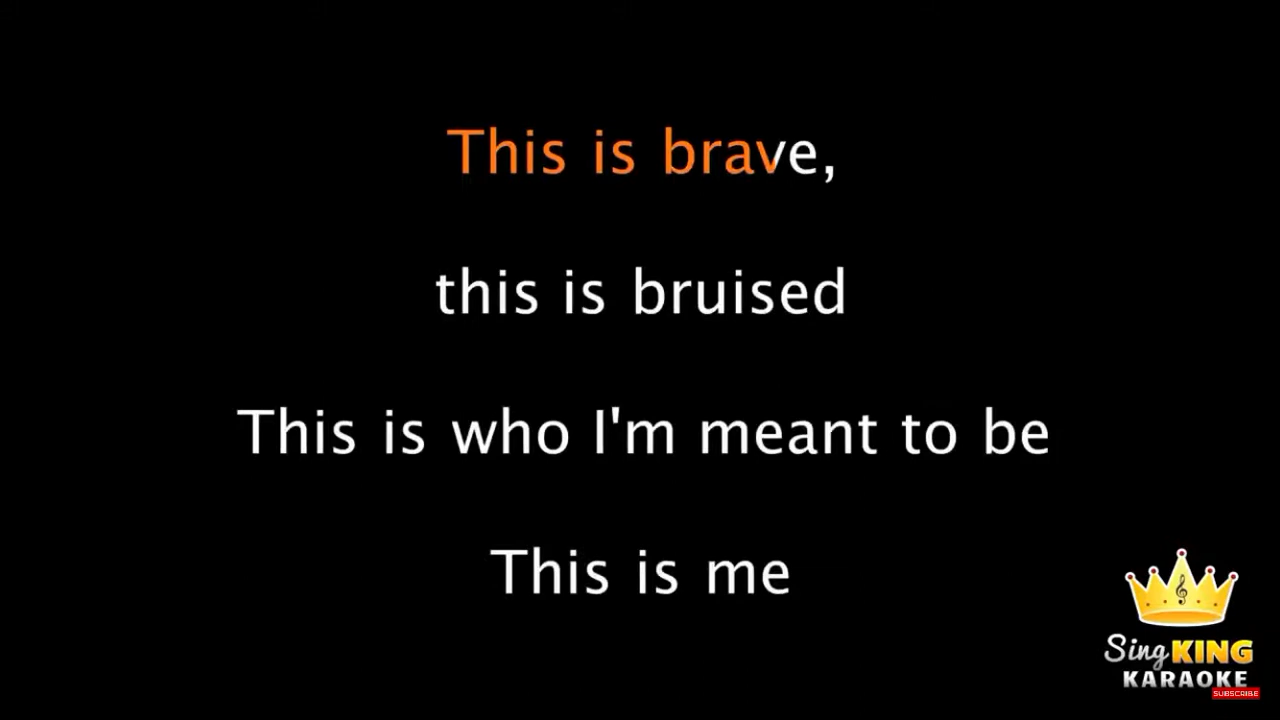 This is brave,
this is bruised
This is who I'm meant to be
This is me
Sing KING
KARAOKE
SUBSCRIBE